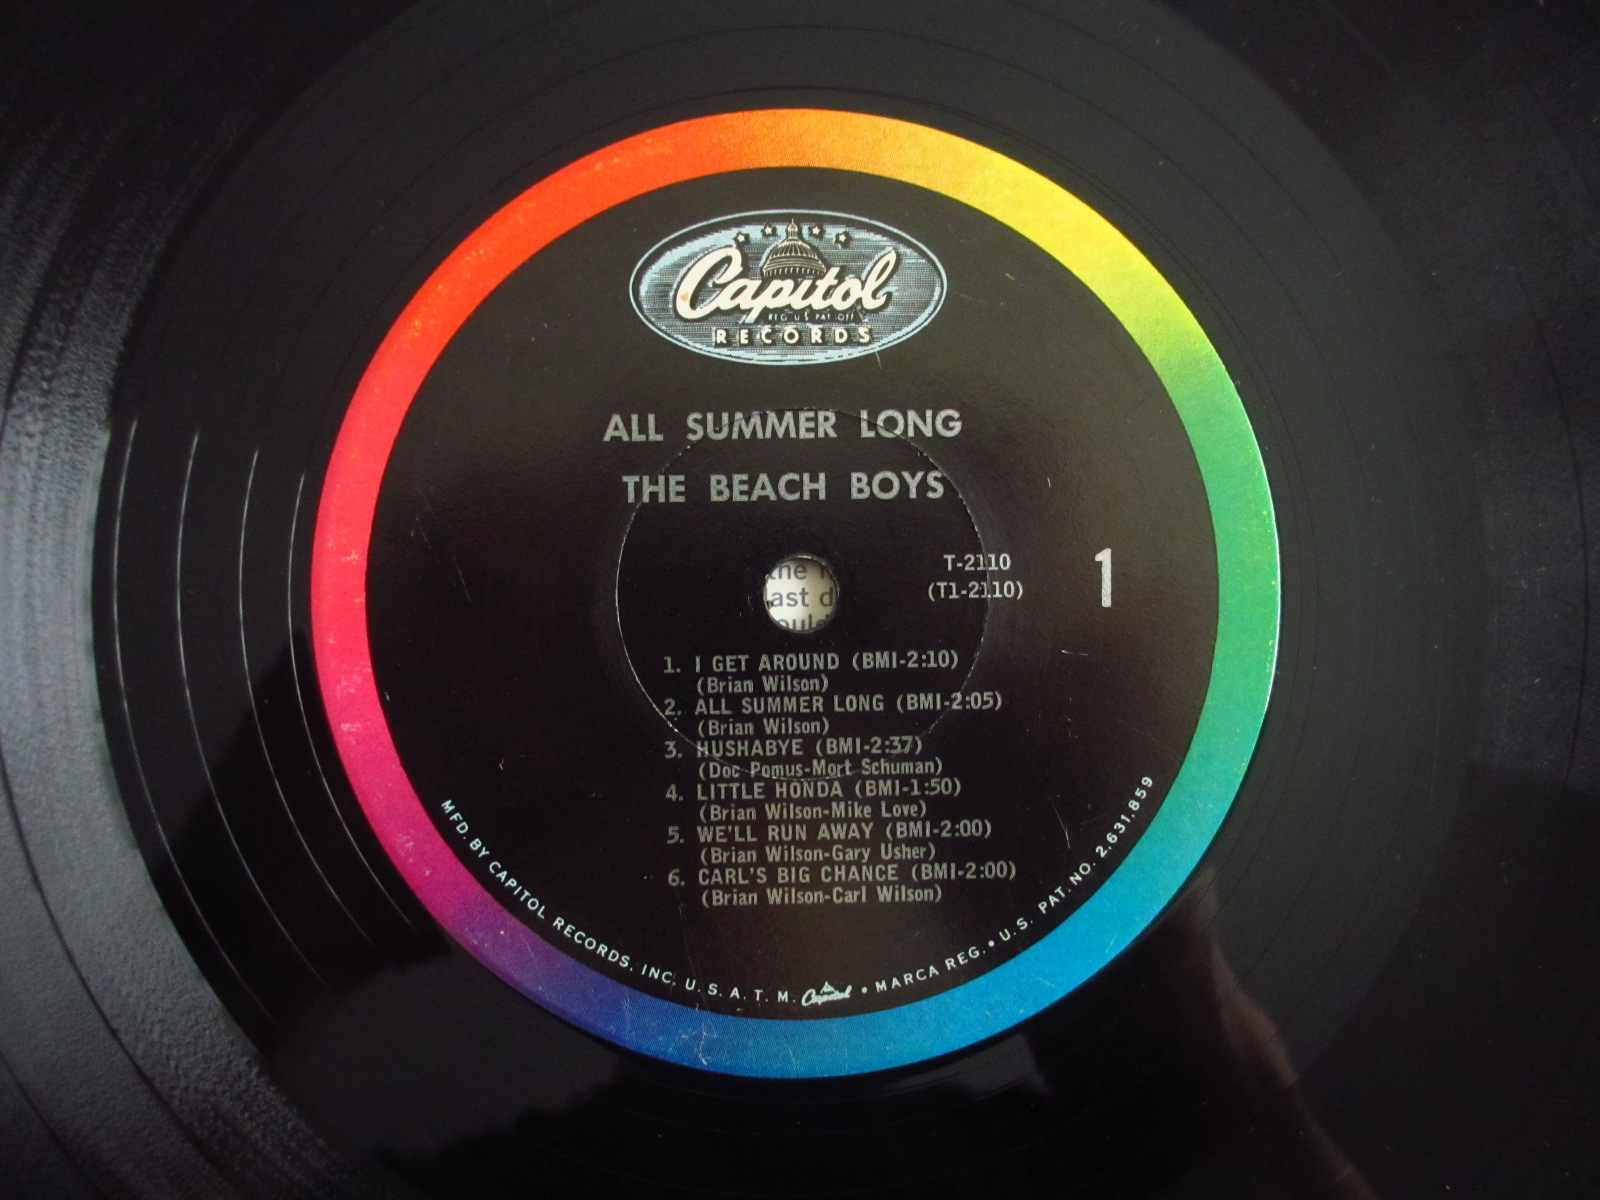 Capitol
REG. U S PAT. OFF.
RECORDS
ALL SUMMER LONG
THE BEACH BOYS
T-2110
(T1-2110)
1
the
last d
1. I GET AROUND (BMI-2:10)
(Brian Wilson)
2. ALL SUMMER LONG (BMI-2:05)
(Brian Wilson)
3. HUSHABYE (BMI-2:37)
(Doc Pomus-Mort Schuman)
4. LITTLE HONDA (BMI-1:50)
(Brian Wilson-Mike Love)
5. WE'LL RUN AWAY (BMI-2:00)
(Brian Wilson-Gary Usher)
6. CARL'S BIG CHANCE (BMI-2:00)
(Brian Wilson-Carl Wilson)
MFD. BY CAPITOL RECORDS, INC. U. S. A. T. M. Capitol • MARCA REG. • U.S. PAT. NO. 2,631,859